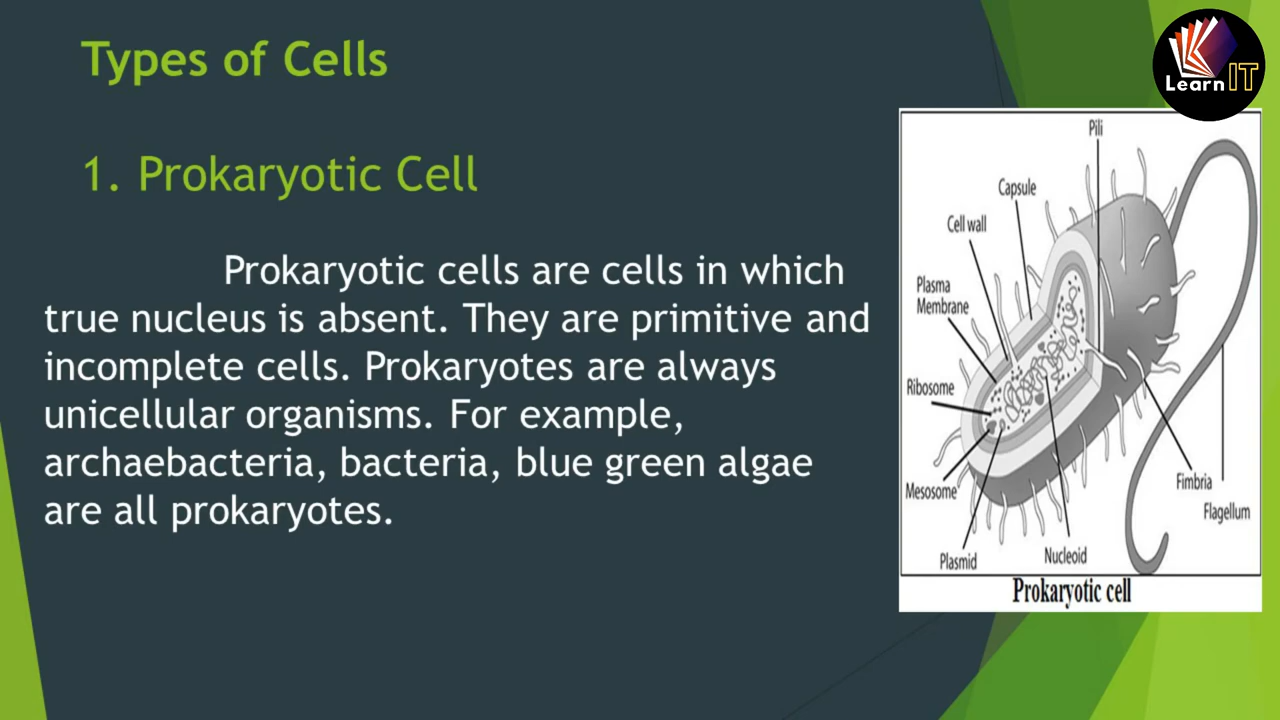 Types of Cells
1. Prokaryotic Cell
Prokaryotic cells are cells in which
true nucleus is absent. They are primitive and
incomplete cells. Prokaryotes are always
unicellular organisms. For example,
archaebacteria, bacteria, blue green algae
are all prokaryotes.
Learn IT
Pili
Capsule
Cell wall
Plasma
Membrane
Ribosome
Mesosome
Plasmid
Nucleoid
Fimbria
Flagellum
Prokaryotic cell